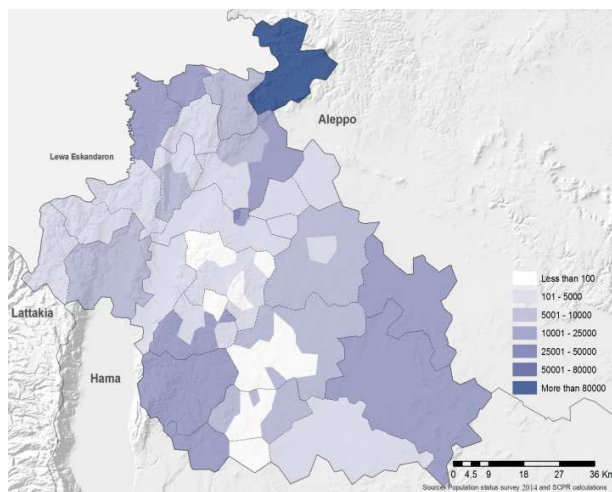 Aleppo
Lewa Eskandaron
Lattakia
Hama
Less than 100
101 - 5000
5001 - 10000
10001 - 25000
25001 - 50000
50001 - 80000
More than 80000
0 4.5 9 18 27 36 Km
Source: Population status survey 2014 and SCPR calculations